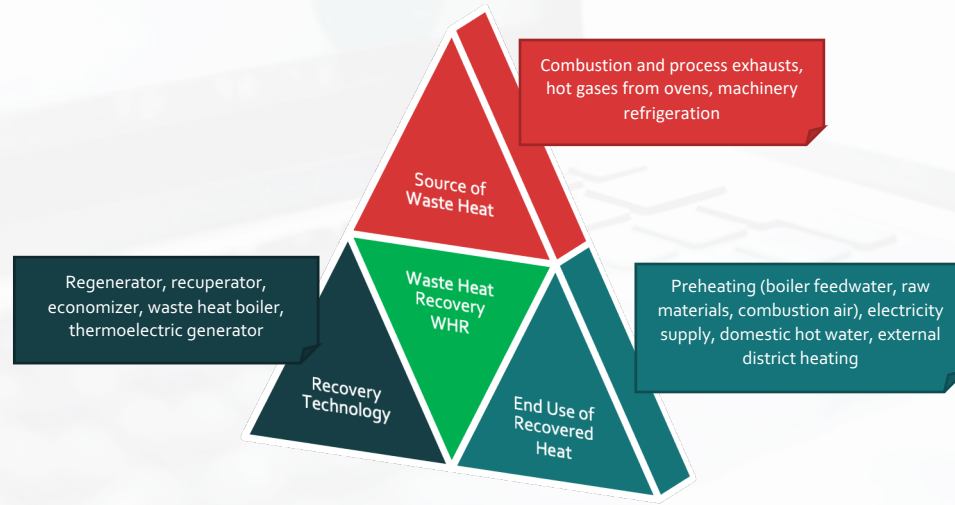 Combustion and process exhausts,
hot gases from ovens, machinery
refrigeration
Source of
Waste Heat
Regenerator, recuperator,
economizer, waste heat boiler,
thermoelectric generator
Waste Heat
Recovery
WHR
Preheating (boiler feedwater, raw
materials, combustion air), electricity
supply, domestic hot water, external
district heating
Recovery
Technology
End Use of
Recovered
Heat